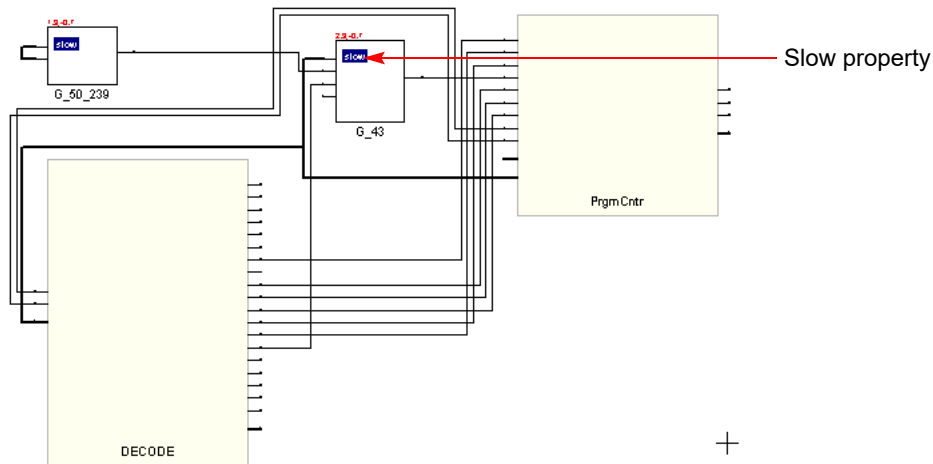 slow
G_50_239
slow
G_43
Slow property
PrgmCntr
DECODE